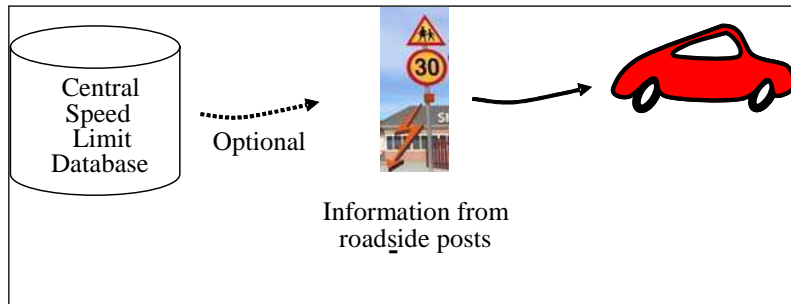 Central
Speed
Limit
Database
Optional
30
Information from
roadside posts